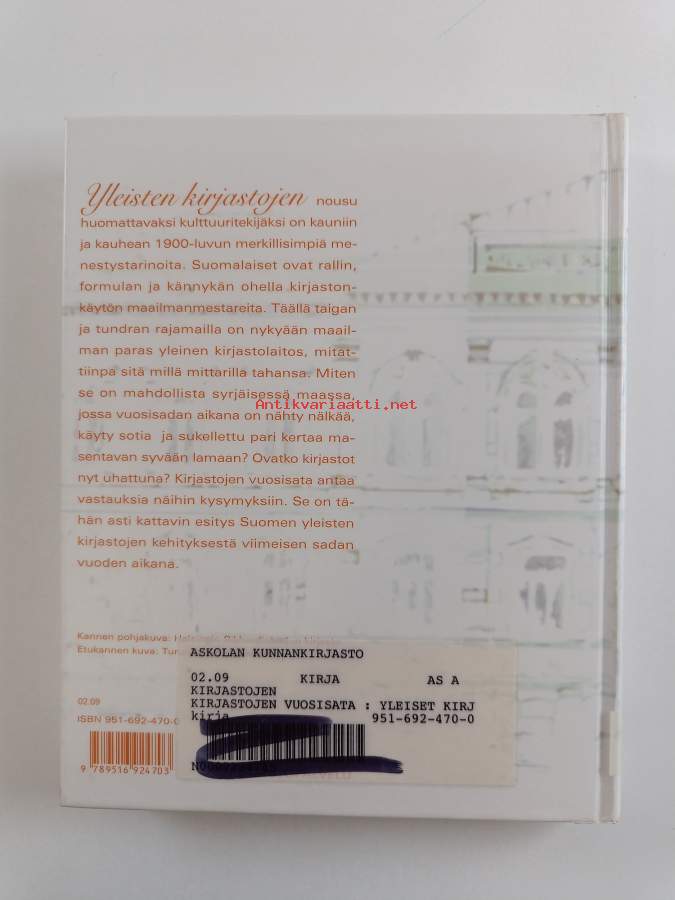 Yleisten kirjastojen nousu
huomattavaksi kulttuuritekijäksi on kauniin
ja kauhean 1900-luvun merkillisimpiä me-
nestystarinoita. Suomalaiset ovat rallin,
formulan ja kännykän ohella kirjaston-
käytön maailmanmestareita. Täällä taigan
ja tundran rajamailla on nykyään maail-
man paras yleinen kirjastolaitos, mitat-
tiinpa sitä millä mittarilla tahansa. Miten
se on mahdollista syrjäisessä maassa,
Antikvariaatti.net
jossa vuosisadan aikana on nähty nälkää,
käyty sotia ja sukellettu pari kertaa ma-
sentavan syvään lamaan? Ovatko kirjastot
nyt uhattuna? Kirjastojen vuosisata antaa
vastauksia näihin kysymyksiin. Se on tä-
hän asti kattavin esitys Suomen yleisten
kirjastojen kehityksestä viimeisen sadan
vuoden aikana.
Kannen pohjakuva:
Etukannen kuva:
ASKOLAN KUNNANKIRJASTO
02.09 KIRJA AS A
KIRJASTOJEN
KIRJASTOJEN VUOSISATA : YLEISET KIRJ
kirja 951-692-470-0
02.09
ISBN 951-692-470-0
9 789516 924703